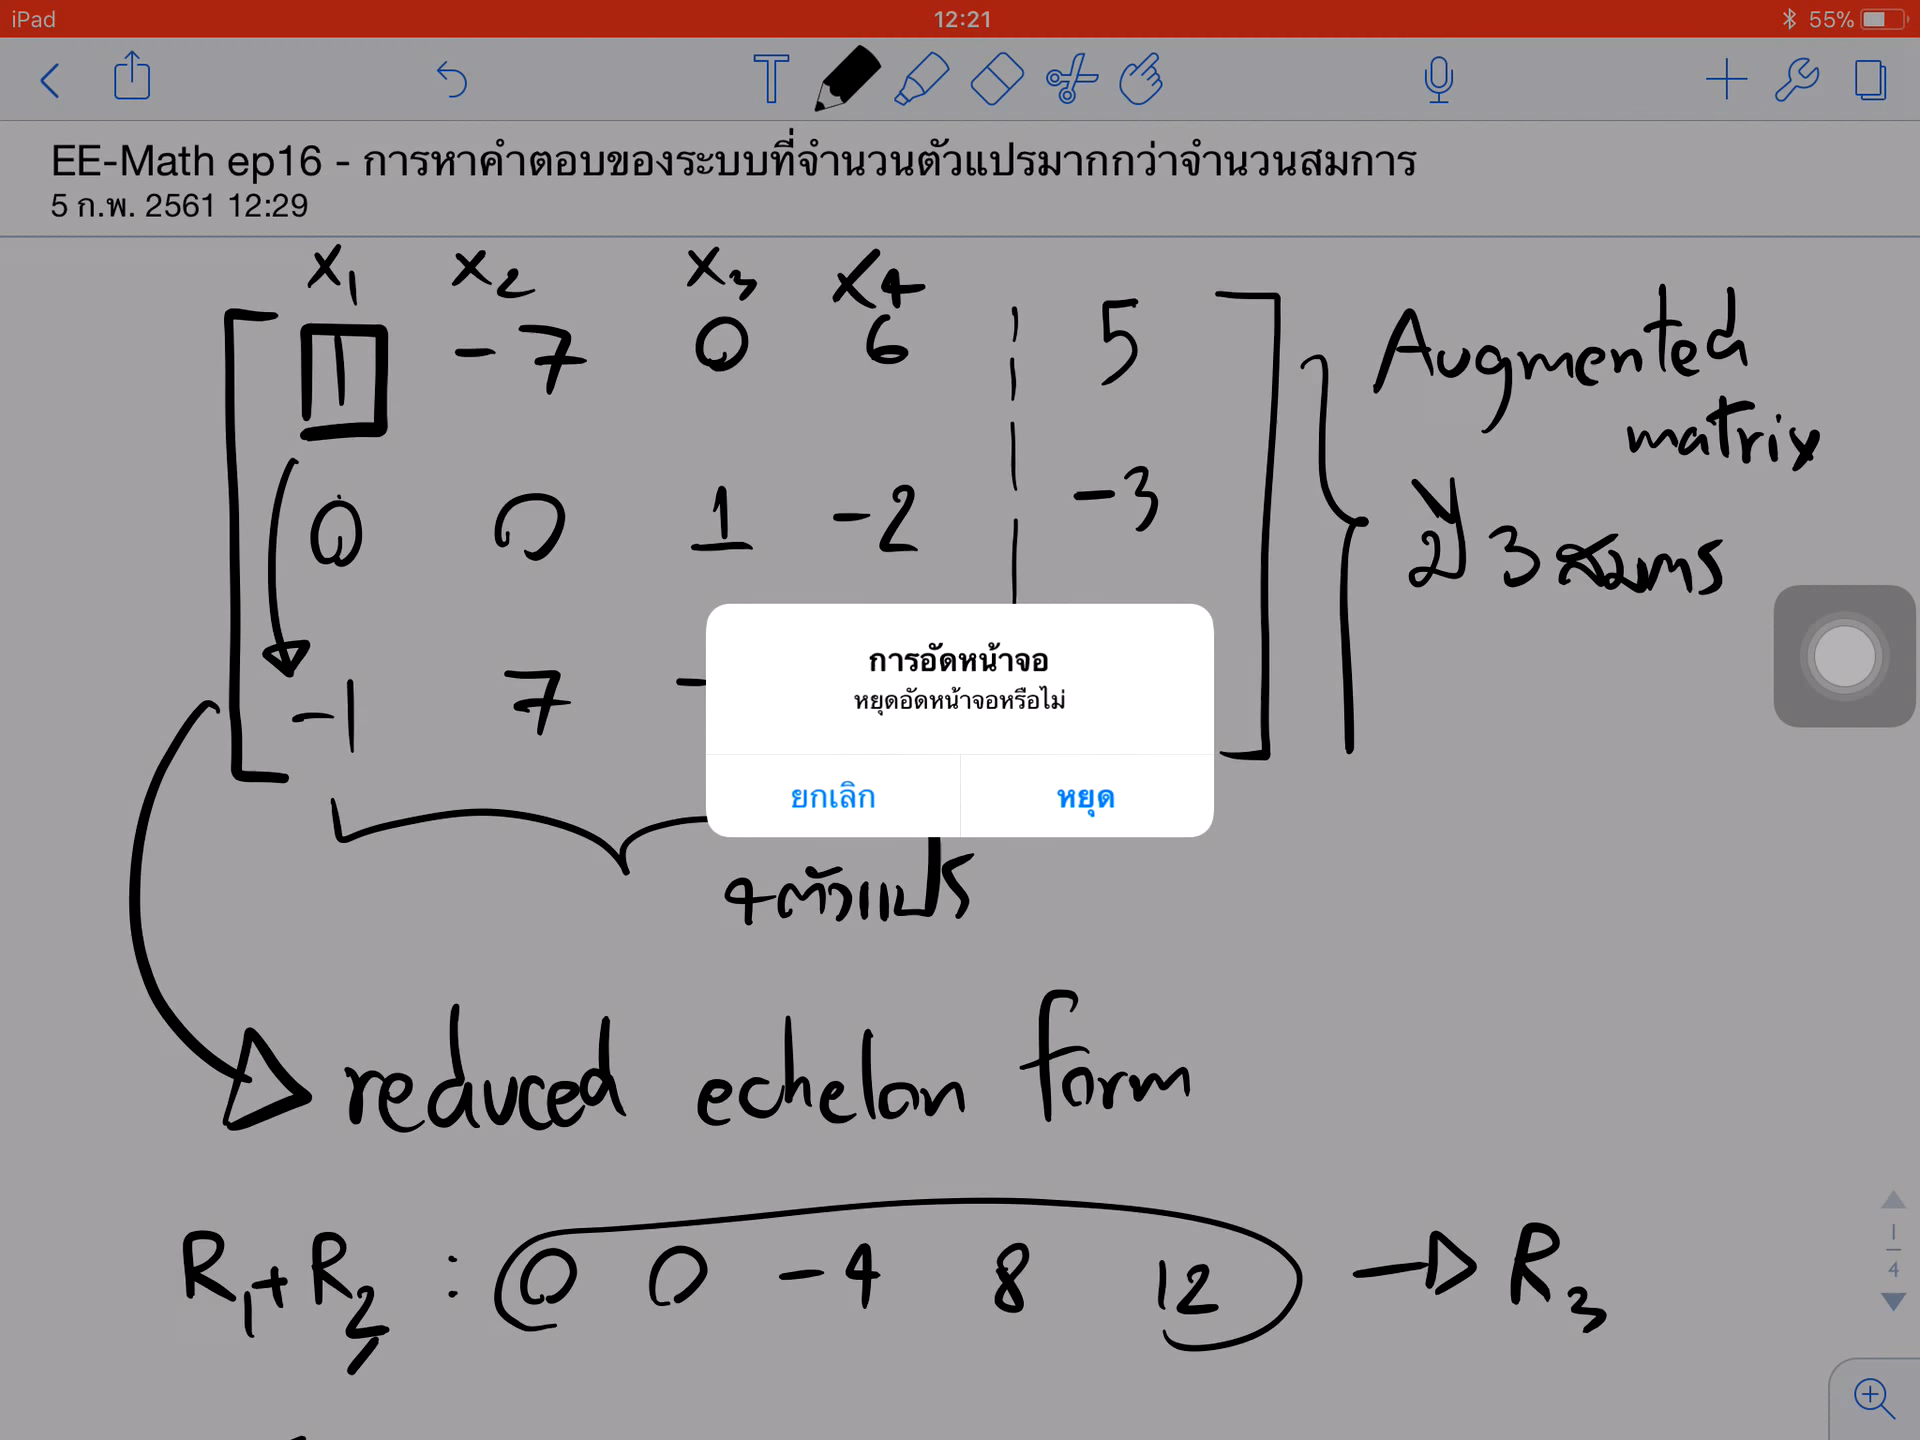 iPad 12:21 55%
EE-Math ep16 - การหาคำตอบของระบบที่จำนวนตัวแปรมากกว่าจำนวนสมการ
5 ก.พ. 2561 12:29
x1 x2 x3 x4
1 -7 0 6 5
Augmented
matrix
0 0 1 -2 -3
มี 3 สมการ
-1 7 -
การอัดหน้าจอ
หยุดอัดหน้าจอหรือไม่
ยกเลิก หยุด
4 ตัวแปร
reduced echelon form
R1+R3 : 0 0 -4 8 12 → R3
1
4